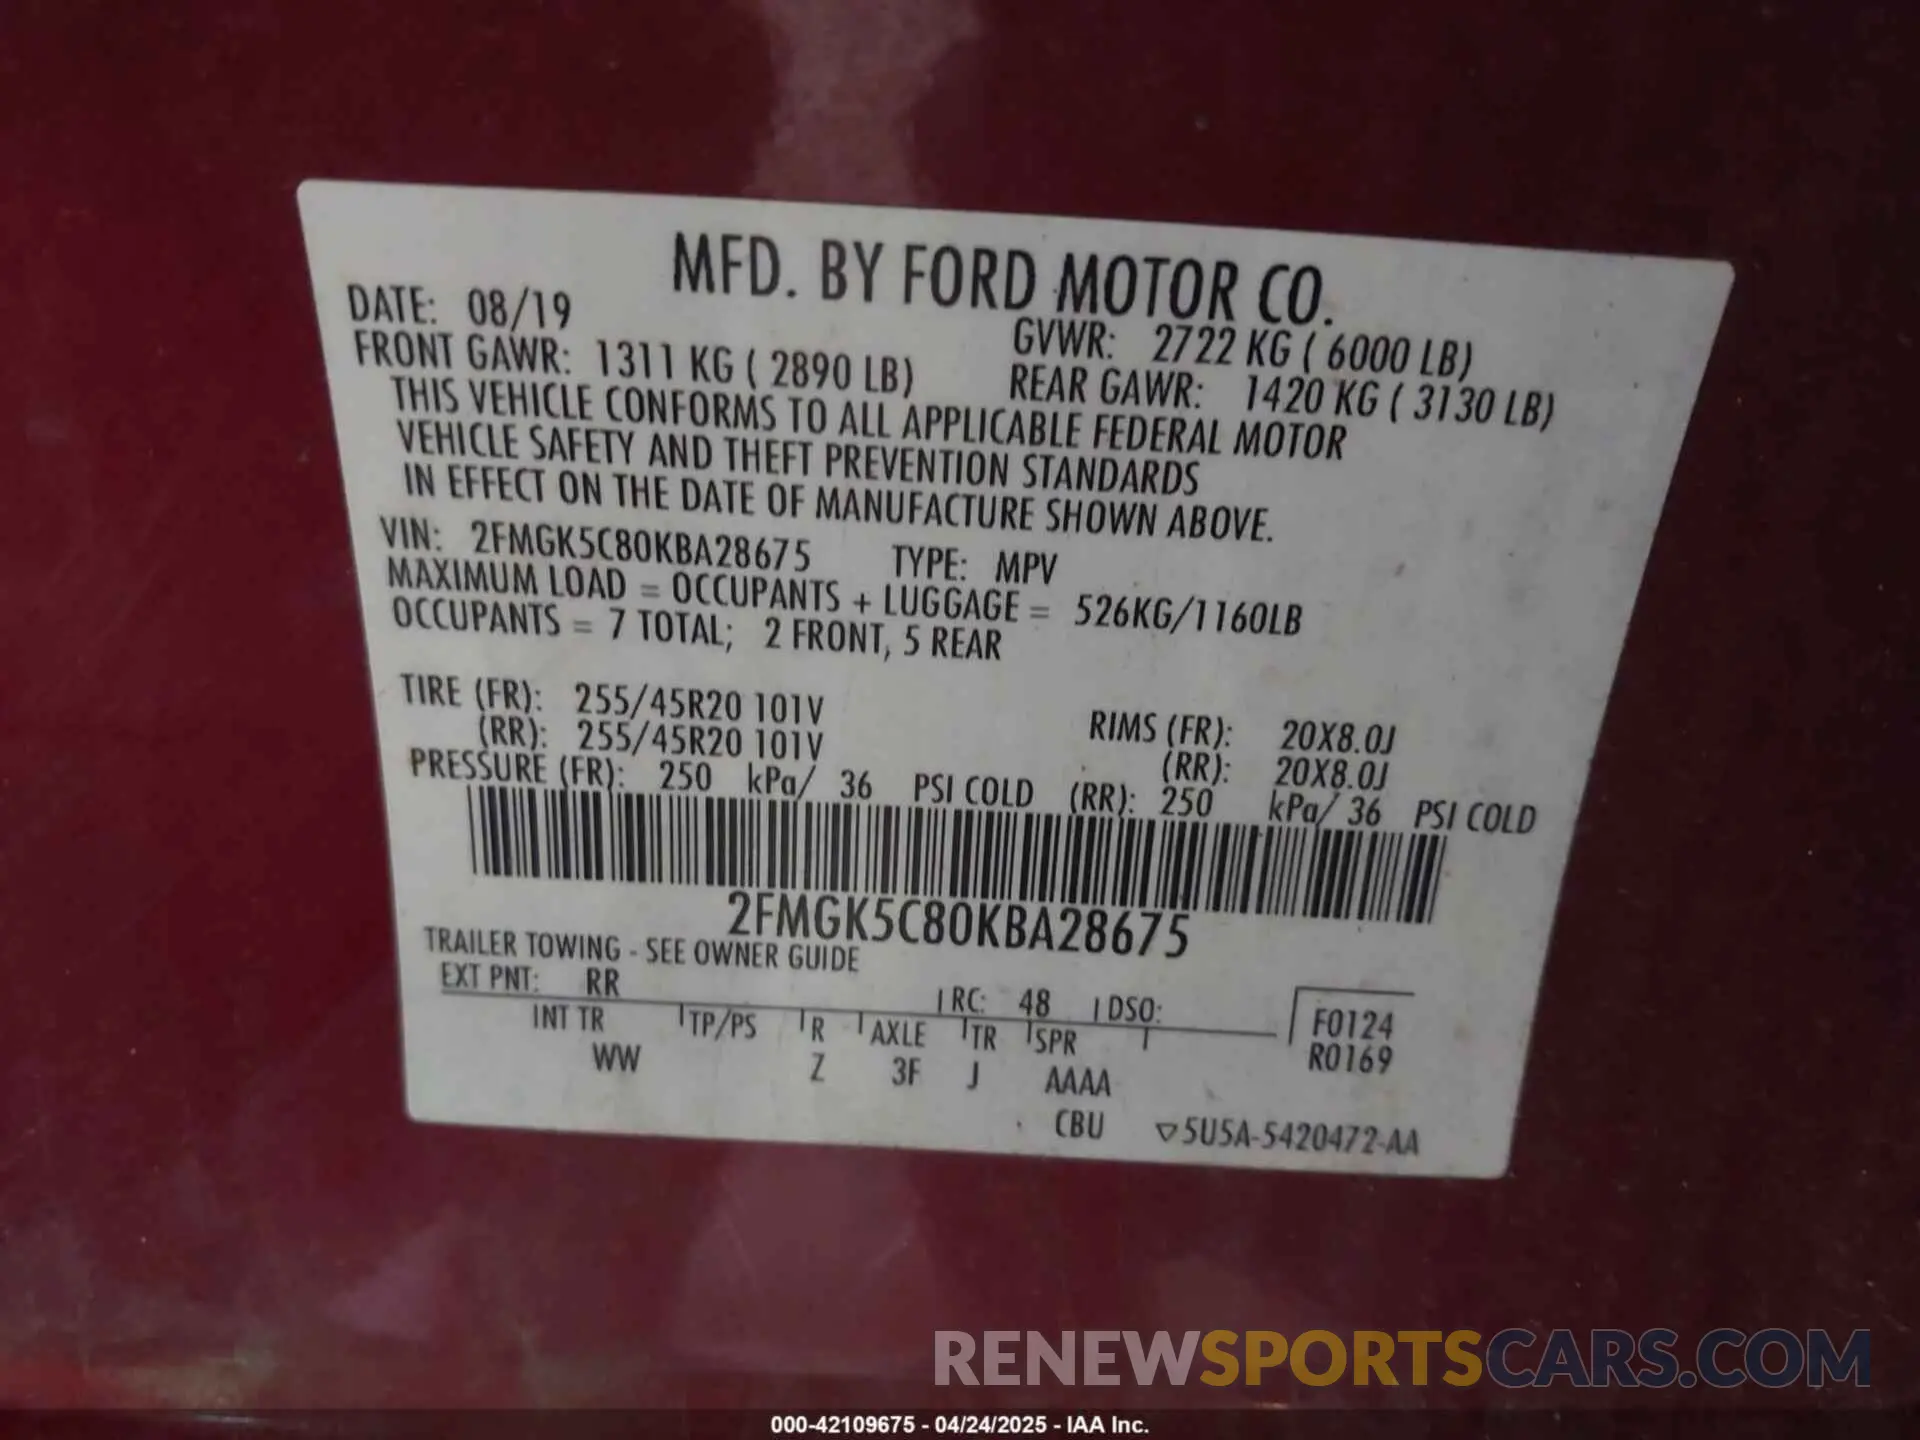 MFD. BY FORD MOTOR CO.
DATE: 08/19 GVWR: 2722 KG ( 6000 LB)
FRONT GAWR: 1311 KG ( 2890 LB) REAR GAWR: 1420 KG ( 3130 LB)
THIS VEHICLE CONFORMS TO ALL APPLICABLE FEDERAL MOTOR
VEHICLE SAFETY AND THEFT PREVENTION STANDARDS
IN EFFECT ON THE DATE OF MANUFACTURE SHOWN ABOVE.
VIN: 2FMGK5C80KBA28675 TYPE: MPV
MAXIMUM LOAD = OCCUPANTS + LUGGAGE = 526KG/1160LB
OCCUPANTS = 7 TOTAL; 2 FRONT, 5 REAR
TIRE (FR): 255/45R20 101V RIMS (FR): 20X8.0J
(RR): 255/45R20 101V (RR): 20X8.0J
PRESSURE (FR): 250 kPa/ 36 PSI COLD (RR): 250 kPa/ 36 PSI COLD
2FMGK5C80KBA28675
TRAILER TOWING - SEE OWNER GUIDE
EXT PNT: RR RC: 48 DSO:
INT TR TP/PS R AXLE TR SPR F0124
WW Z 3F J AAAA R0169
CBU ▽5U5A-5420472-AA
RENEWSPORTSCARS.COM
000-42109675 - 04/24/2025 - IAA Inc.